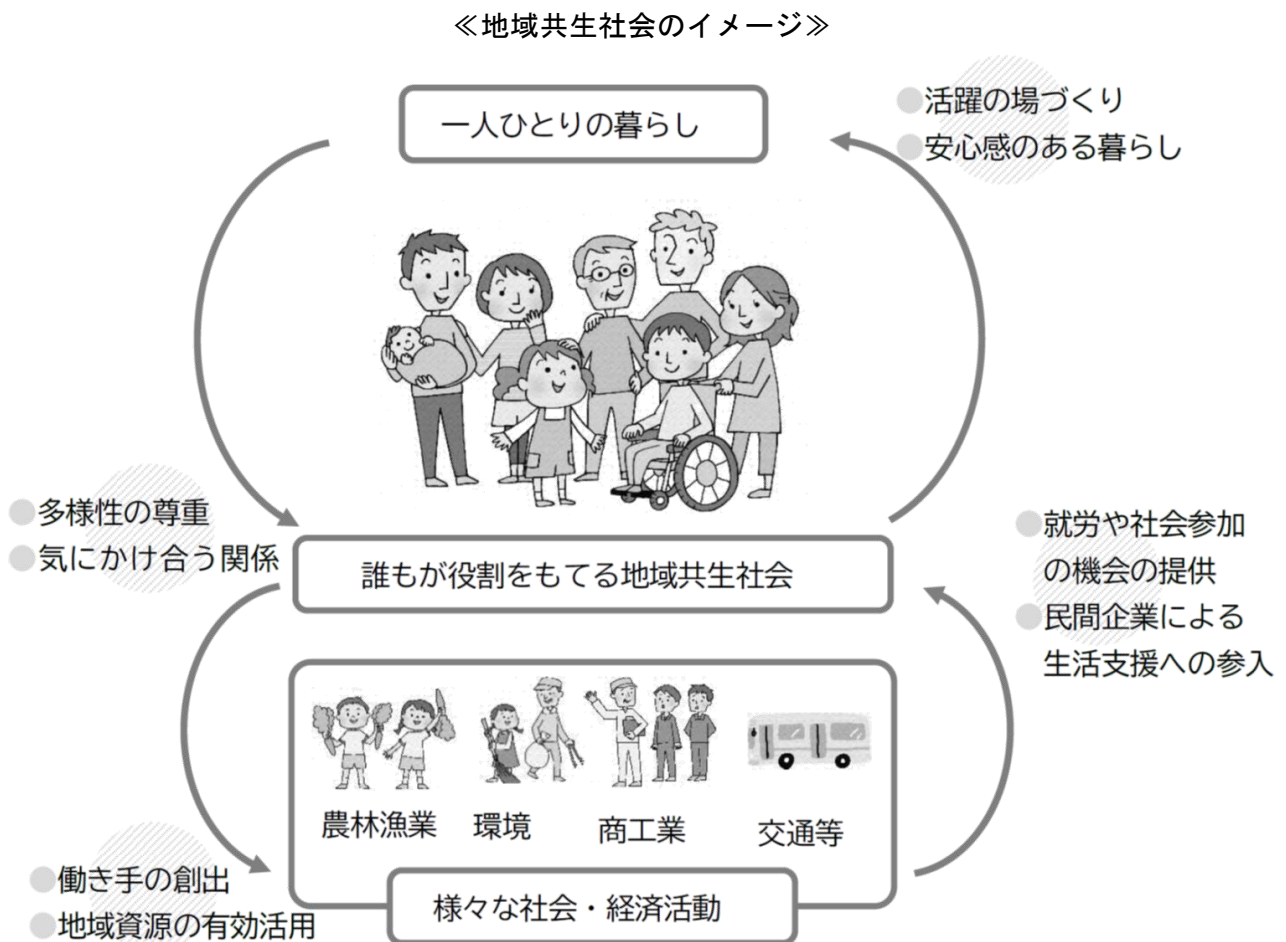 ≪地域共生社会のイメージ≫
一人ひとりの暮らし
●活躍の場づくり
●安心感のある暮らし
●多様性の尊重
●気にかけ合う関係
誰もが役割をもてる地域共生社会
●就労や社会参加
の機会の提供
●民間企業による
生活支援への参入
農林漁業
環境
商工業
交通等
●働き手の創出
●地域資源の有効活用
様々な社会・経済活動